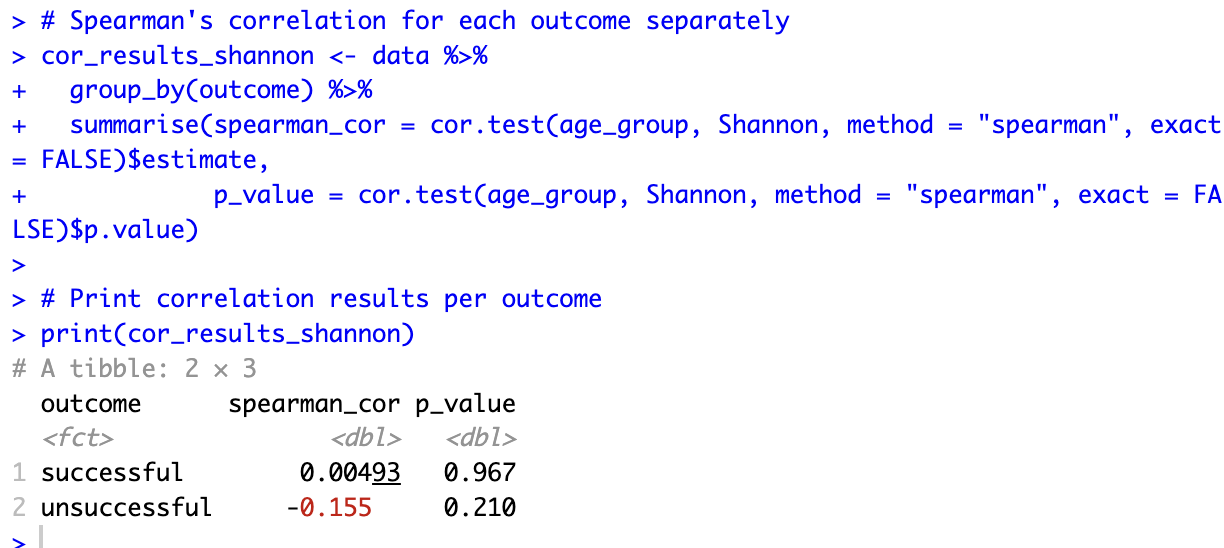 > # Spearman's correlation for each outcome separately
> cor_results_shannon <- data %>%
+   group_by(outcome) %>%
+   summarise(spearman_cor = cor.test(age_group, Shannon, method = "spearman", exact
= FALSE)$estimate,
+             p_value = cor.test(age_group, Shannon, method = "spearman", exact = FA
LSE)$p.value)
>
> # Print correlation results per outcome
> print(cor_results_shannon)
# A tibble: 2 × 3
  outcome      spearman_cor p_value
  <fct>               <dbl>   <dbl>
1 successful        0.00493   0.967
2 unsuccessful     -0.155     0.210
>